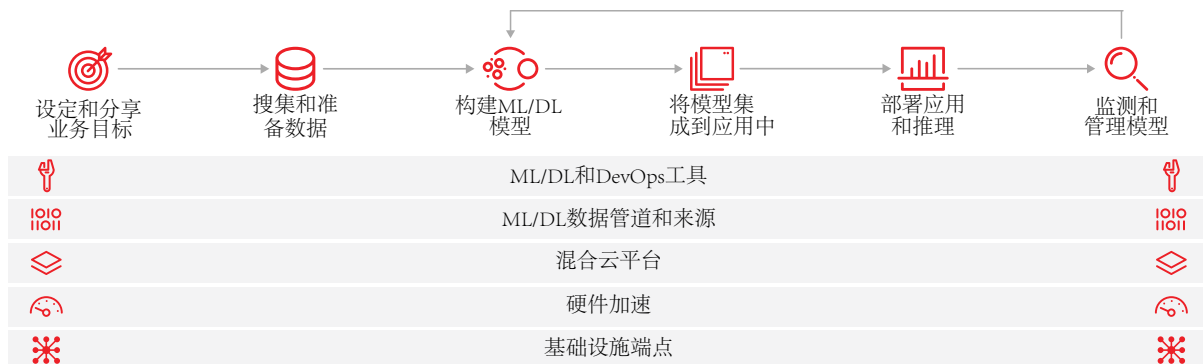 设定和分享
业务目标
搜集和准
备数据
构建ML/DL
模型
将模型集
成到应用中
部署应用
和推理
监测和
管理模型
ML/DL和DevOps工具
1010
11011
ML/DL数据管道和来源
1010
11011
混合云平台
硬件加速
基础设施端点